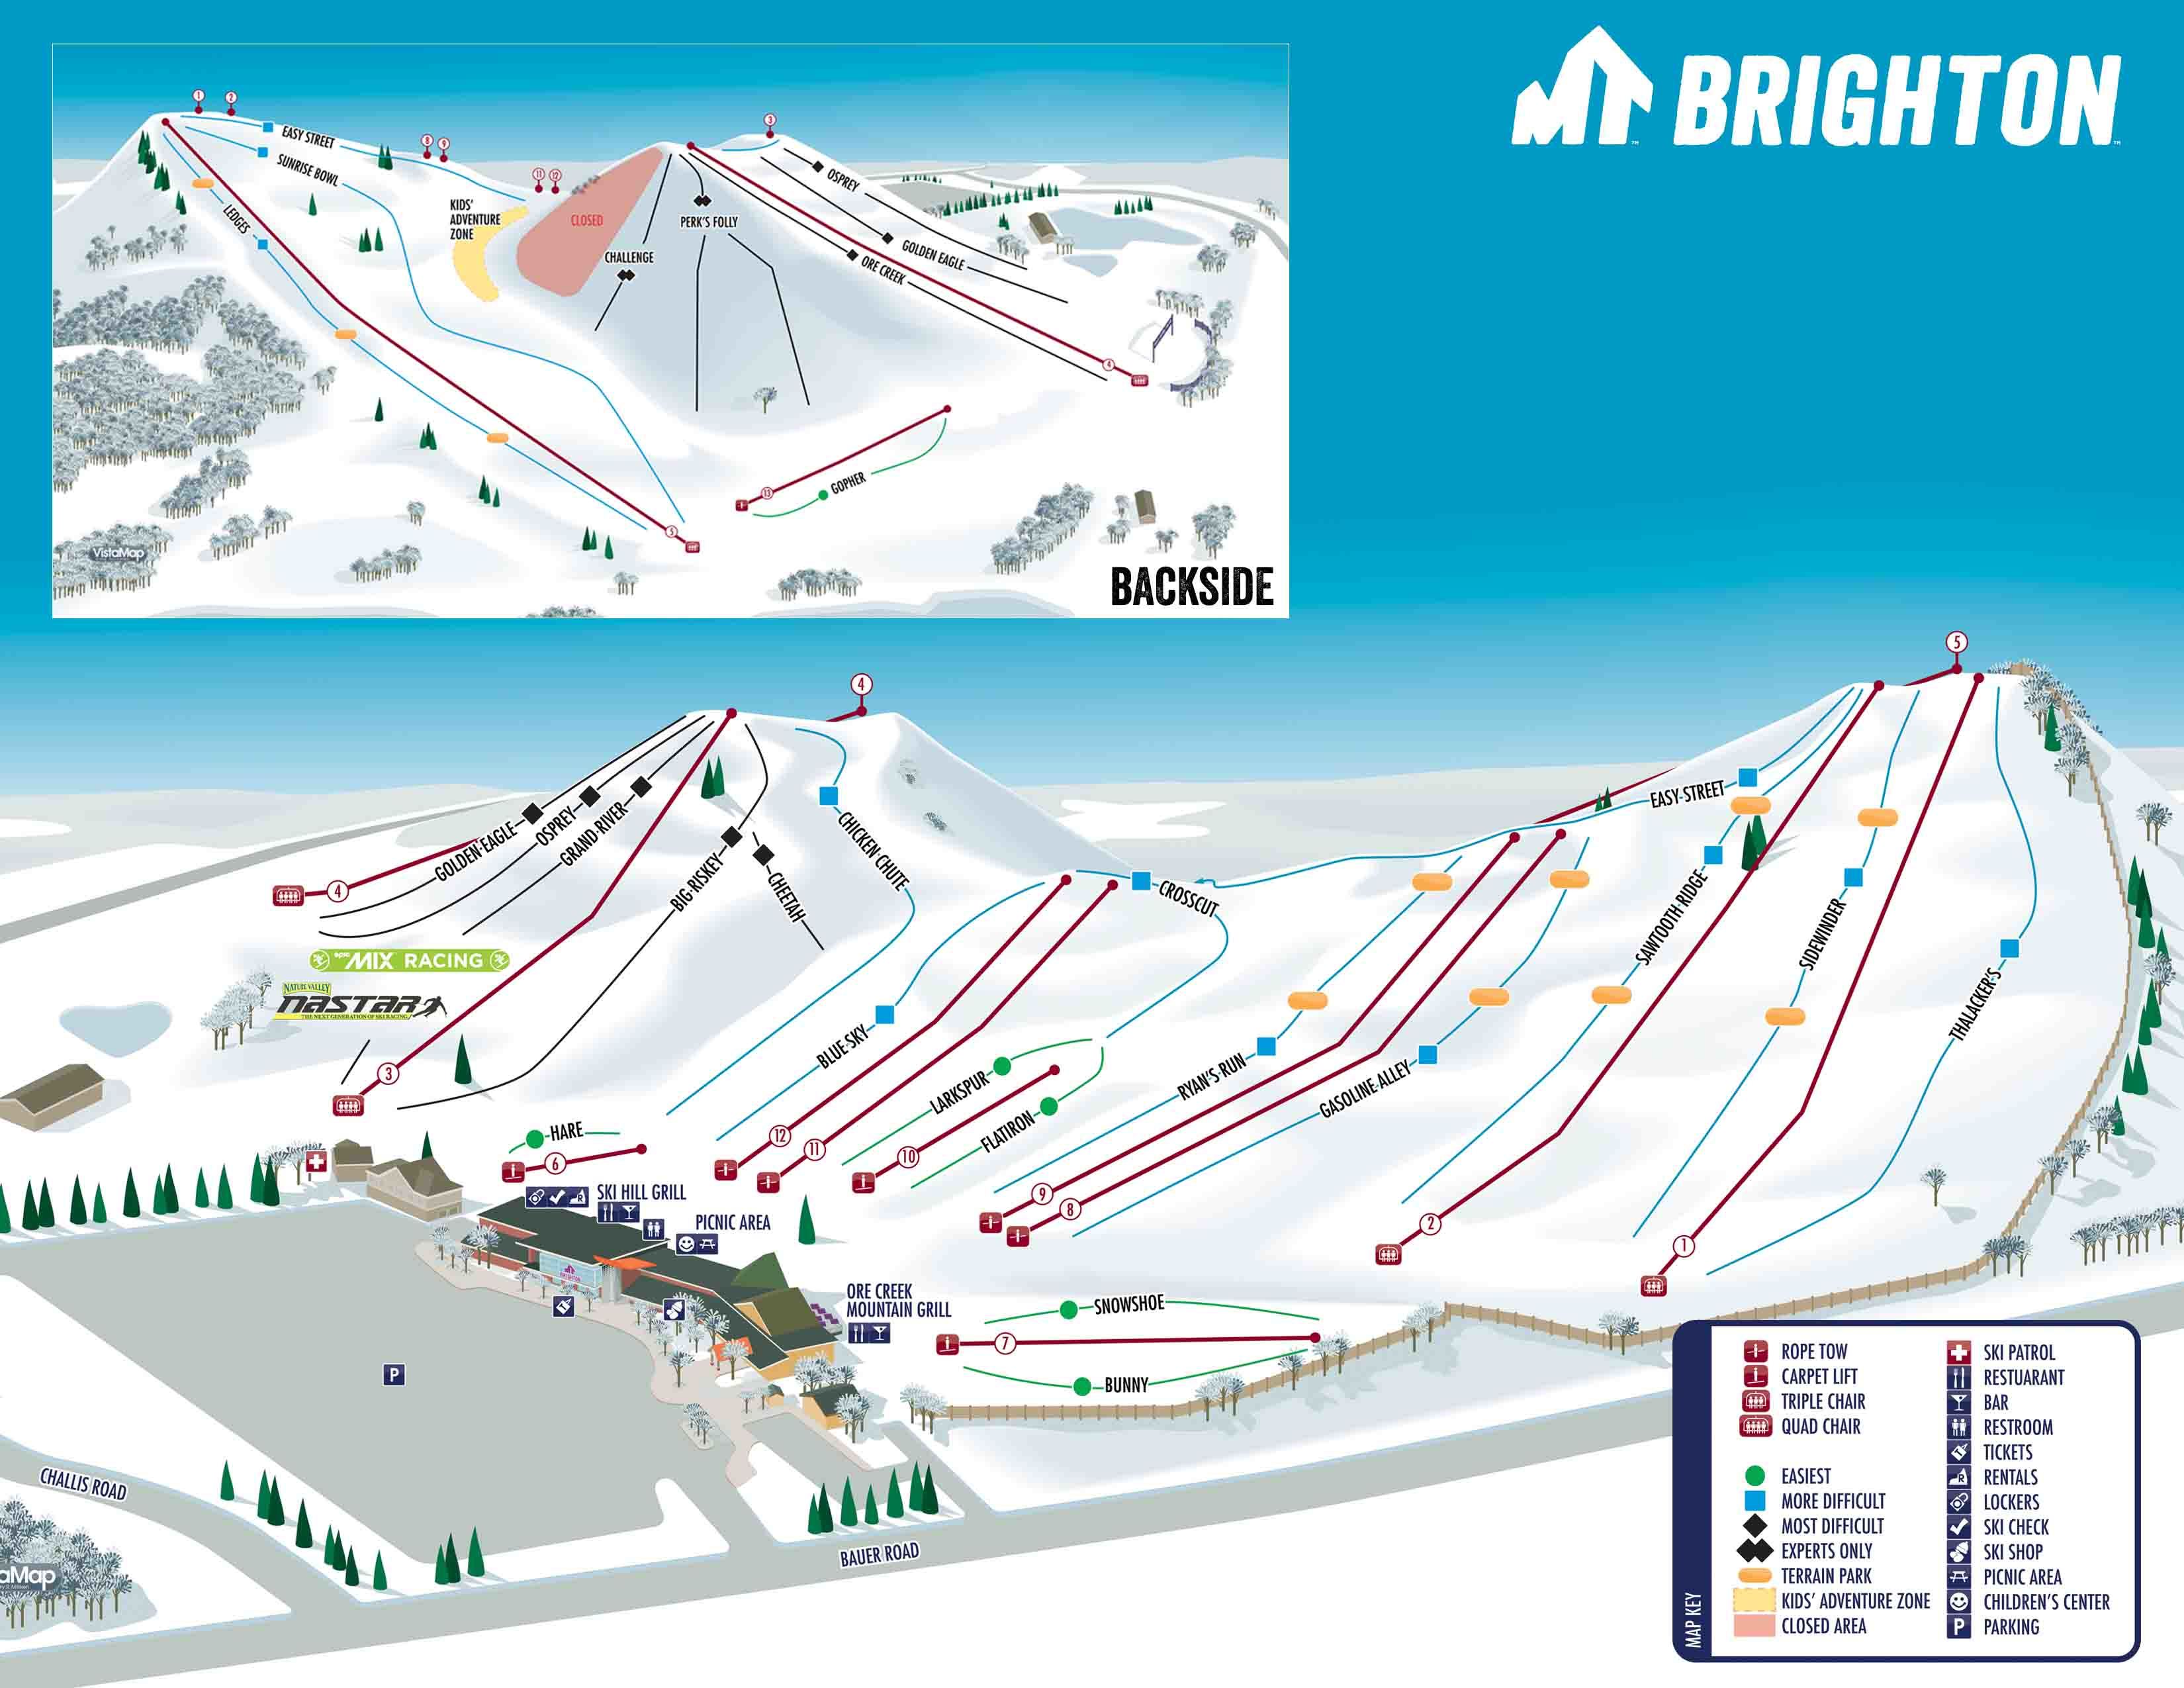 MT BRIGHTON
1
2
3
EASY STREET
8
9
SUNRISE BOWL
11
12
OSPREY
KIDS'
ADVENTURE
ZONE
CLOSED
PERK'S FOLLY
LEDGES
GOLDEN EAGLE
CHALLENGE
ORE CREEK
4
13
GOPHER
5
VistaMap
BACKSIDE
5
4
EASY STREET
GOLDEN EAGLE
OSPREY
GRAND RIVER
CHICKEN CHUTE
4
BIG RISKEY
CHEETAH
CROSSCUT
SAWTOOTH RIDGE
SIDEWINDER
epic MIX RACING
NATURE VALLEY
NASTAR
THE NEXT GENERATION OF SKI RACING
THALACKER'S
BLUE SKY
3
LARKSPUR
RYAN'S RUN
GASOLINE ALLEY
HARE
FLATIRON
12
11
10
6
9
8
2
1
SKI HILL GRILL
PICNIC AREA
BRIGHTON
ORE CREEK
MOUNTAIN GRILL
SNOWSHOE
7
BUNNY
P
CHALLIS ROAD
BAUER ROAD
aMap
MAP KEY
ROPE TOW
CARPET LIFT
TRIPLE CHAIR
QUAD CHAIR
EASIEST
MORE DIFFICULT
MOST DIFFICULT
EXPERTS ONLY
TERRAIN PARK
KIDS' ADVENTURE ZONE
CLOSED AREA
SKI PATROL
RESTUARANT
BAR
RESTROOM
TICKETS
R RENTALS
LOCKERS
SKI CHECK
SKI SHOP
PICNIC AREA
CHILDREN'S CENTER
P PARKING